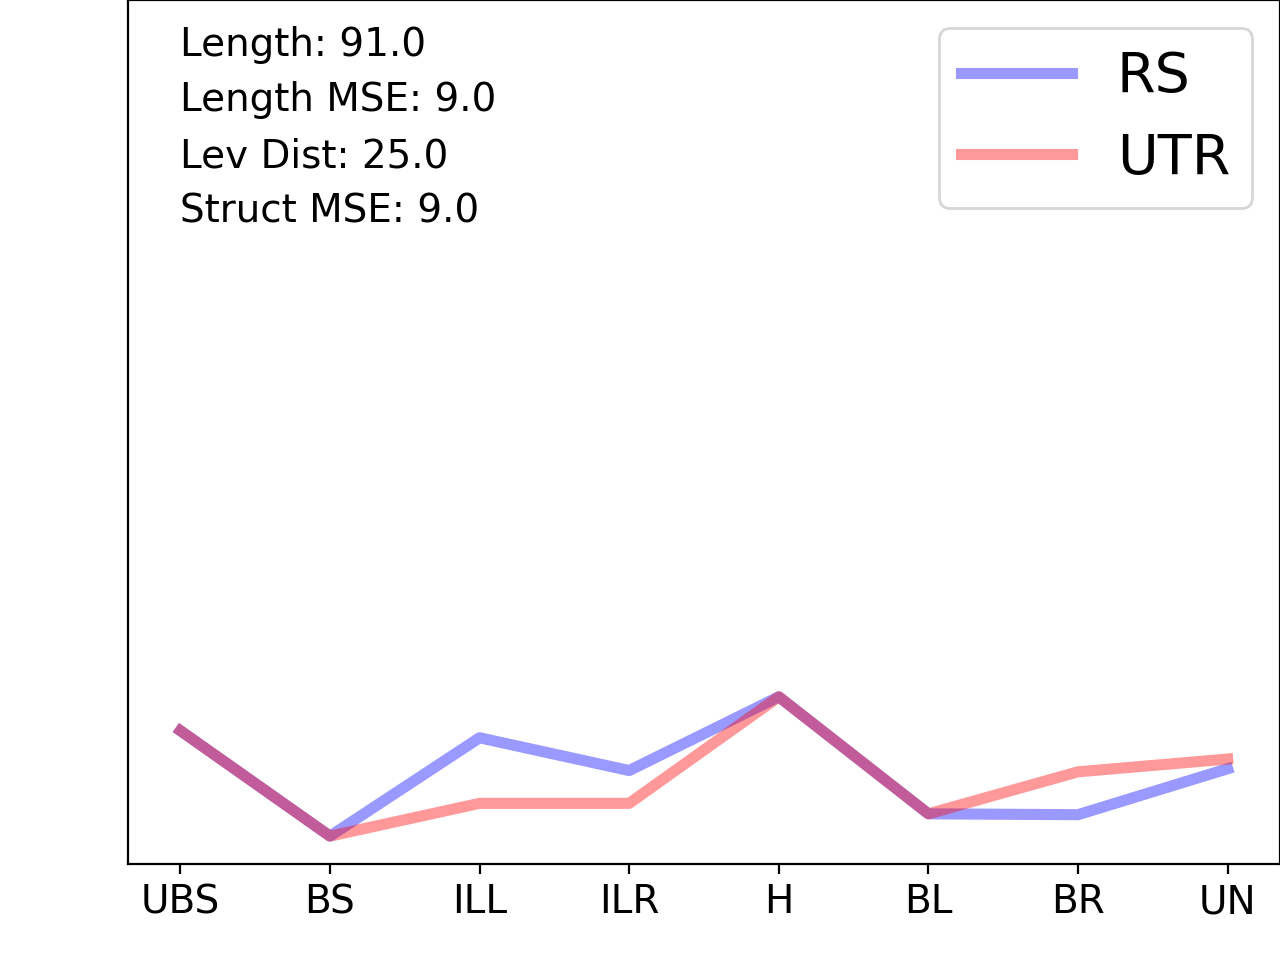 Length: 91.0
Length MSE: 9.0
Lev Dist: 25.0
Struct MSE: 9.0
RS
UTR
UBS BS ILL ILR H BL BR UN